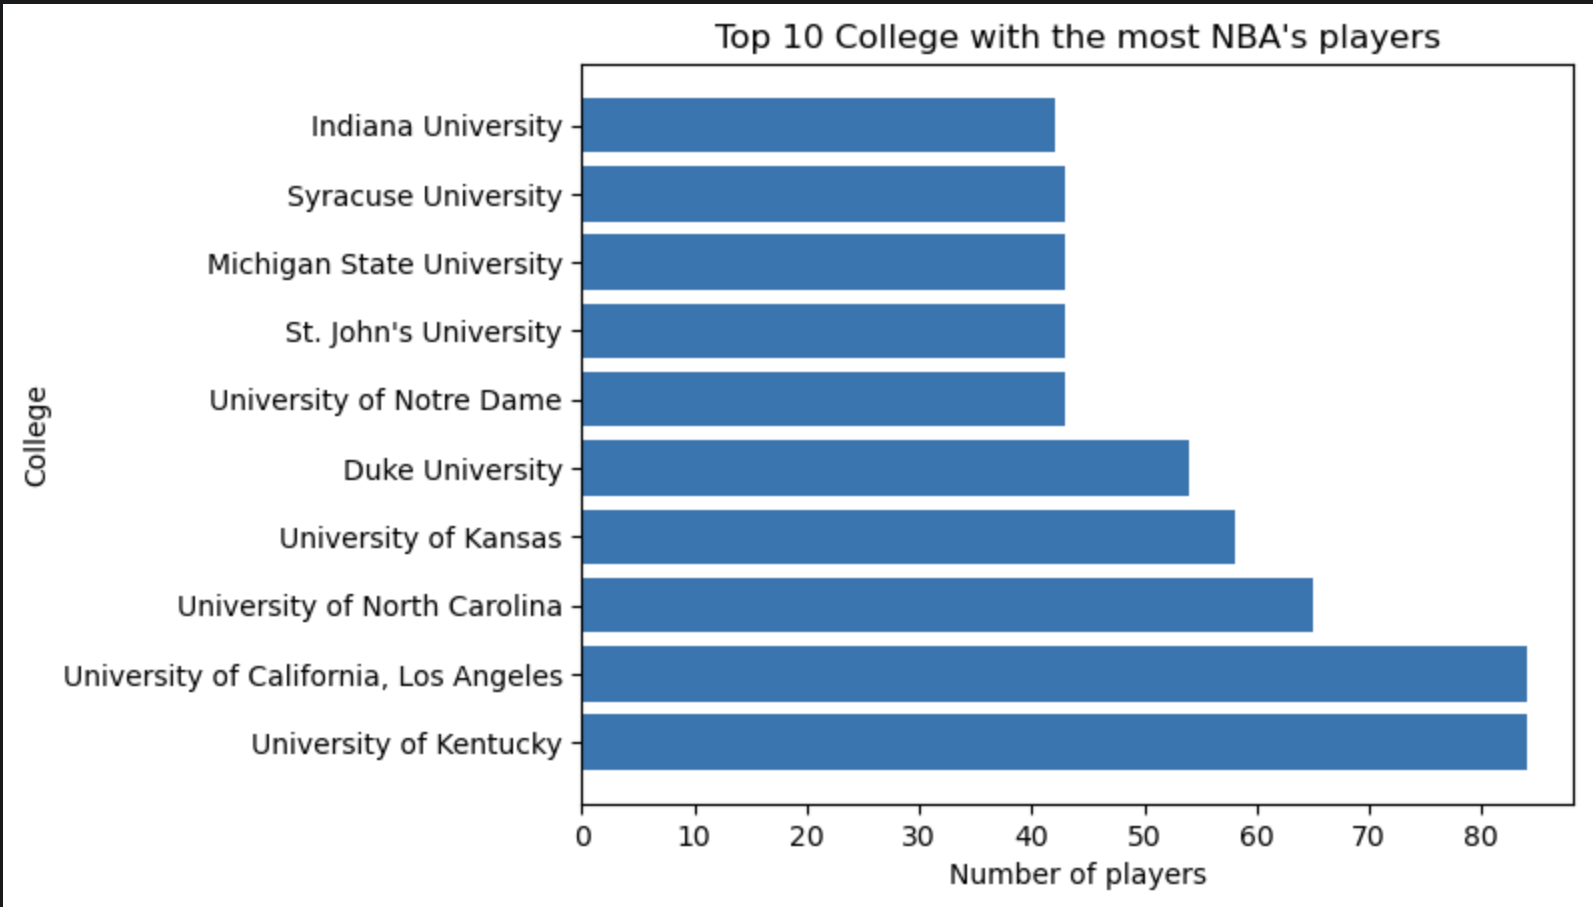 Top 10 College with the most NBA's players
Indiana University
Syracuse University
Michigan State University
St. John's University
University of Notre Dame
Duke University
University of Kansas
University of North Carolina
University of California, Los Angeles
University of Kentucky
College
0 10 20 30 40 50 60 70 80
Number of players